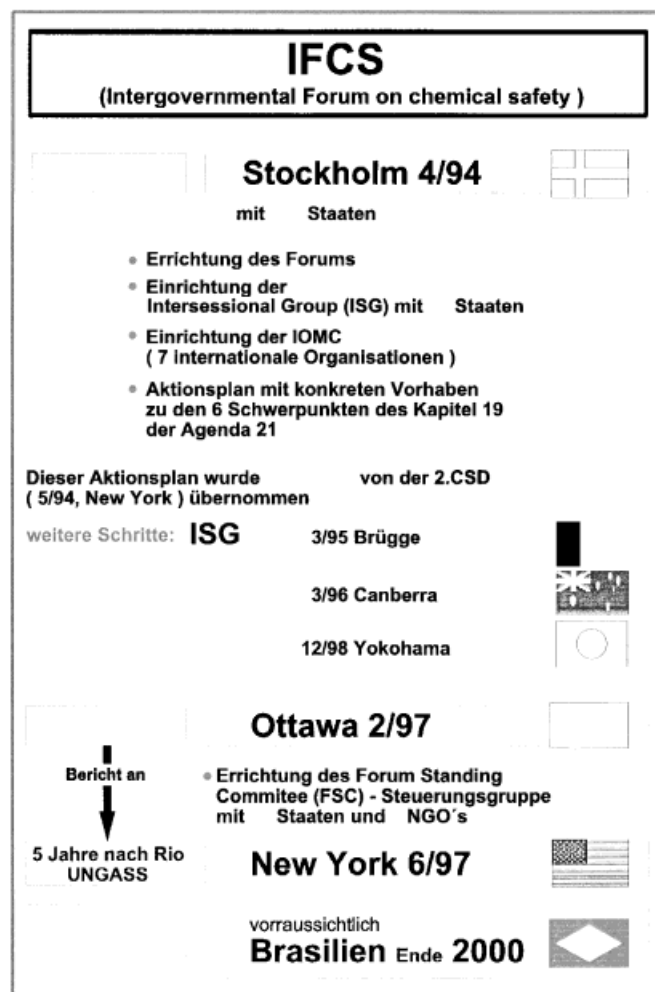 IFCS
(Intergovernmental Forum on chemical safety )
Stockholm 4/94
mit Staaten
• Errichtung des Forums
• Einrichtung der
Intersessional Group (ISG) mit Staaten
• Einrichtung der IOMC
( 7 internationale Organisationen )
• Aktionsplan mit konkreten Vorhaben
zu den 6 Schwerpunkten des Kapitel 19
der Agenda 21
Dieser Aktionsplan wurde von der 2.CSD
( 5/94, New York ) übernommen
weitere Schritte: ISG 3/95 Brügge
3/96 Canberra
12/98 Yokohama
Ottawa 2/97
Bericht an
• Errichtung des Forum Standing
Commitee (FSC) - Steuerungsgruppe
mit Staaten und NGO´s
5 Jahre nach Rio
UNGASS
New York 6/97
vorraussichtlich
Brasilien Ende 2000